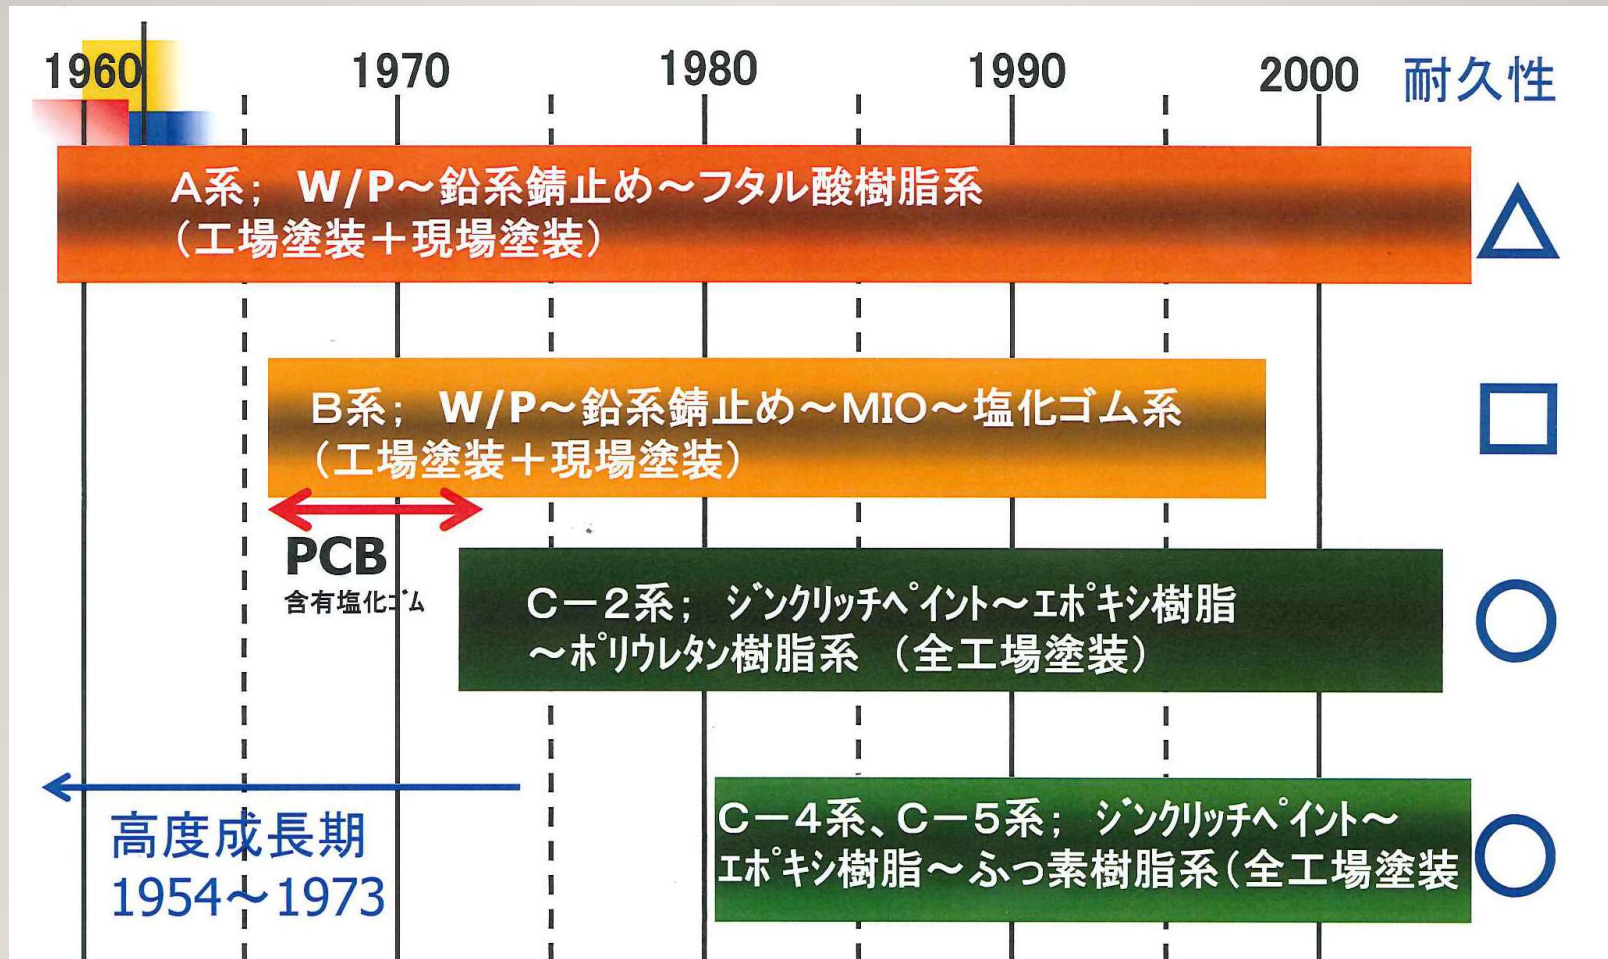 1960 1970 1980 1990 2000 耐久性
A系； W/P～鉛系錆止め～フタル酸樹脂系
（工場塗装＋現場塗装）
B系； W/P～鉛系錆止め～MIO～塩化ゴム系
（工場塗装＋現場塗装）
PCB
含有塩化ゴム
C－2系； ジンクリッチペイント～エポキシ樹脂
～ポリウレタン樹脂系 （全工場塗装）
高度成長期
1954～1973
C－4系、C－5系； ジンクリッチペイント～
エポキシ樹脂～ふっ素樹脂系（全工場塗装